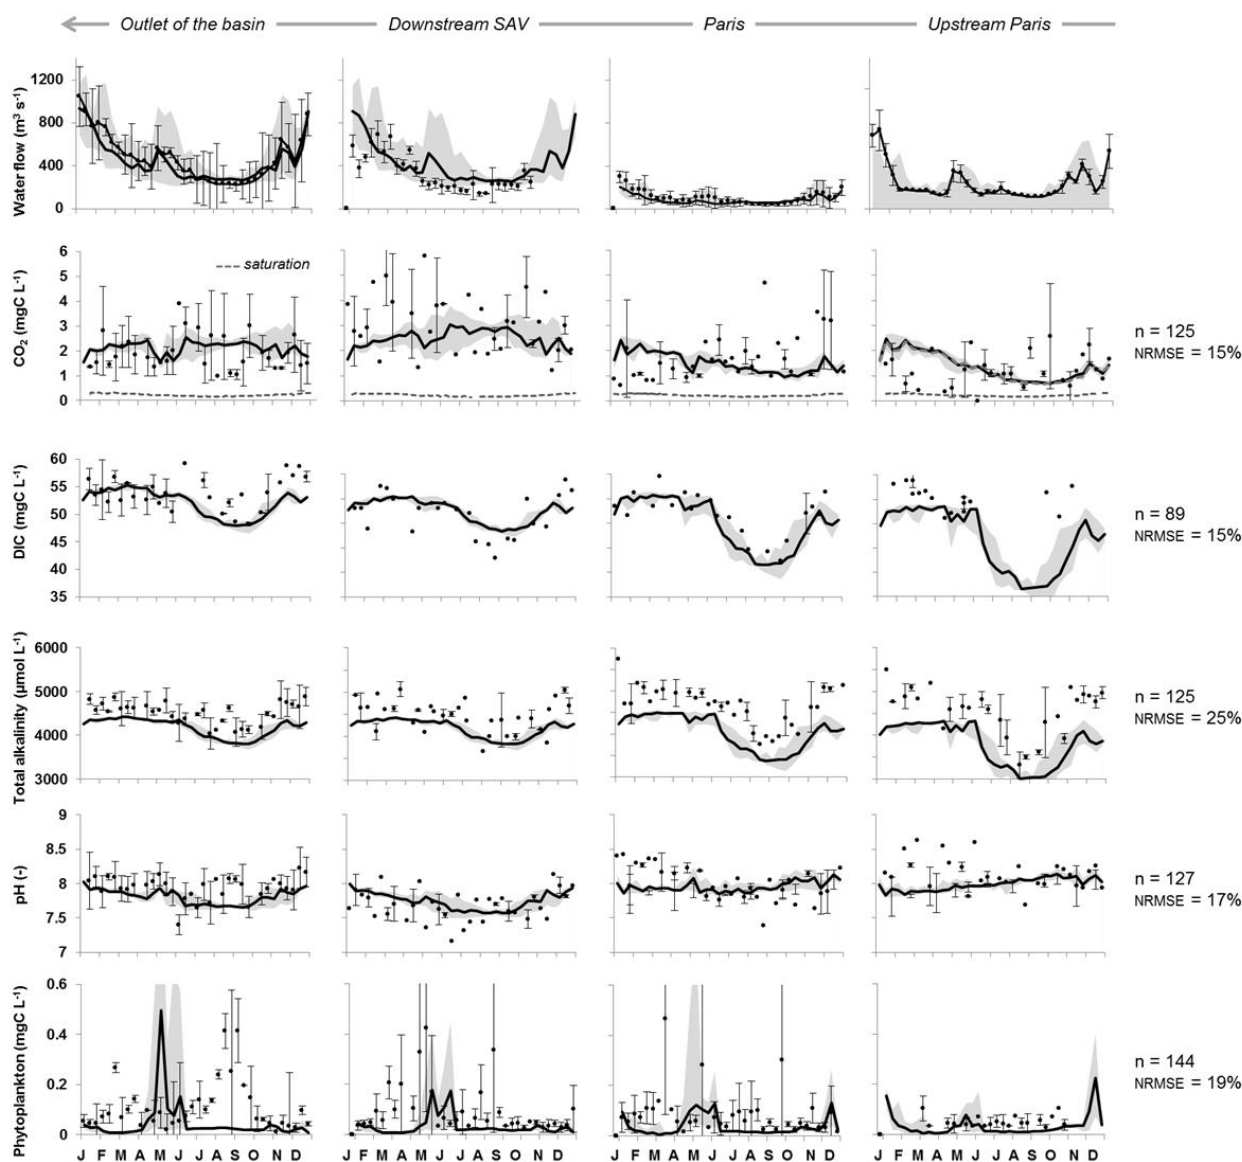 Outlet of the basin Downstream SAV Paris Upstream Paris
Water flow (m³ s⁻¹)
1200
800
400
0
CO₂ (mgC L⁻¹)
6
5
4
3
2
1
0
saturation
n = 125
NRMSE = 15%
DIC (mgC L⁻¹)
60
55
50
45
40
35
n = 89
NRMSE = 15%
Total alkalinity (µmol L⁻¹)
6000
5000
4000
3000
n = 125
NRMSE = 25%
pH (-)
9
8.5
8
7.5
7
n = 127
NRMSE = 17%
Phytoplankton (mgC L⁻¹)
0.6
0.4
0.2
0
n = 144
NRMSE = 19%
J F M A M J J A S O N D J F M A M J J A S O N D J F M A M J J A S O N D J F M A M J J A S O N D